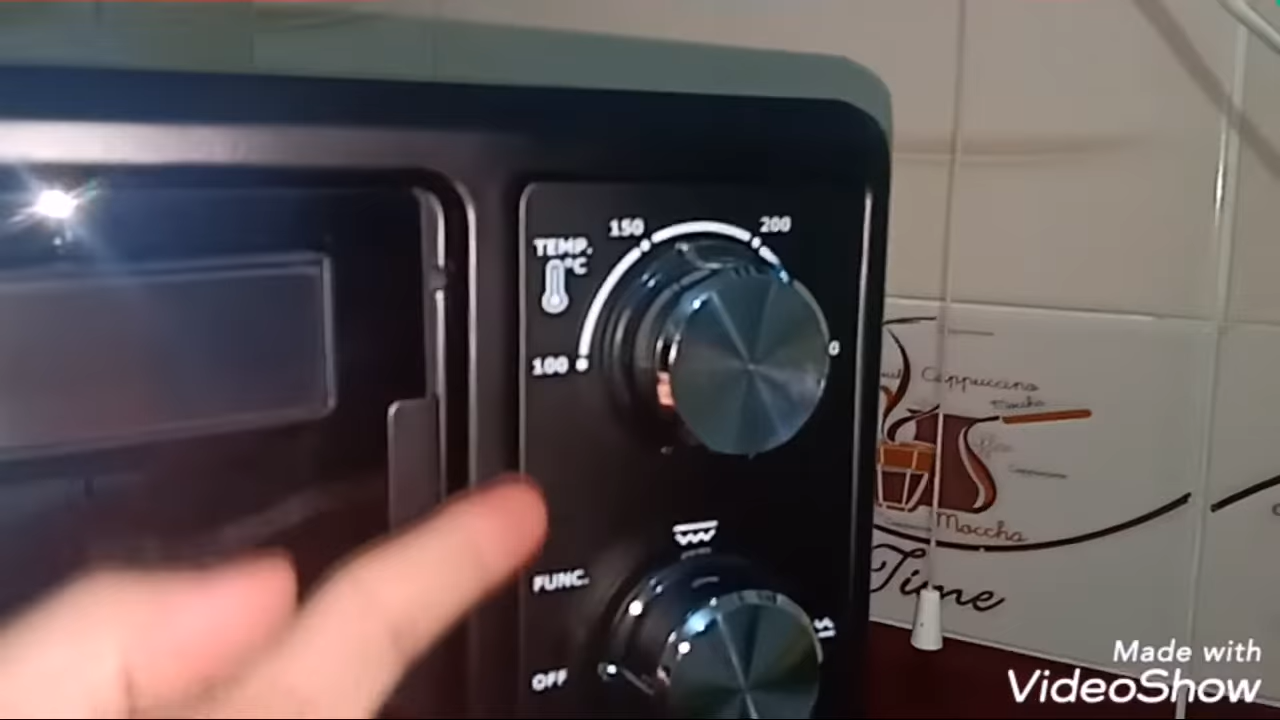 150
200
TEMP.
°C
100
0
FUNC.
OFF
Cappuccino
Moccha
Time
Made with
VideoShow